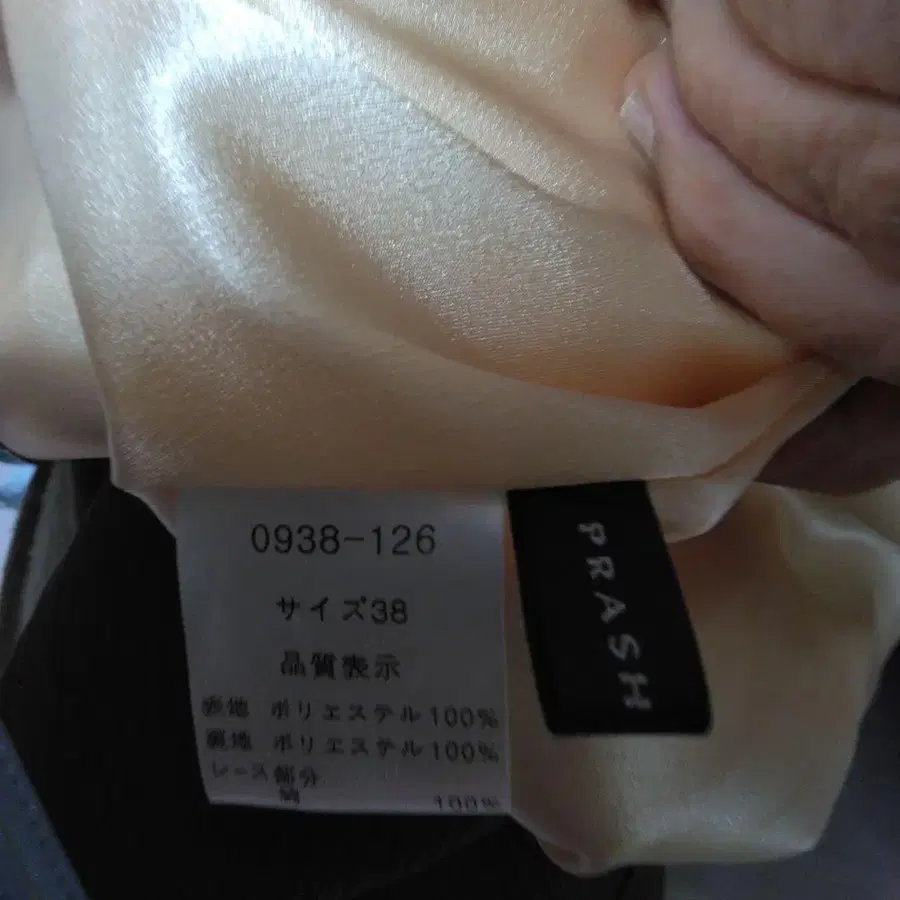 0938-126
サイズ38
品質表示
表地 ポリエステル100%
裏地 ポリエステル100%
レース部分
綿 100%
PRASH